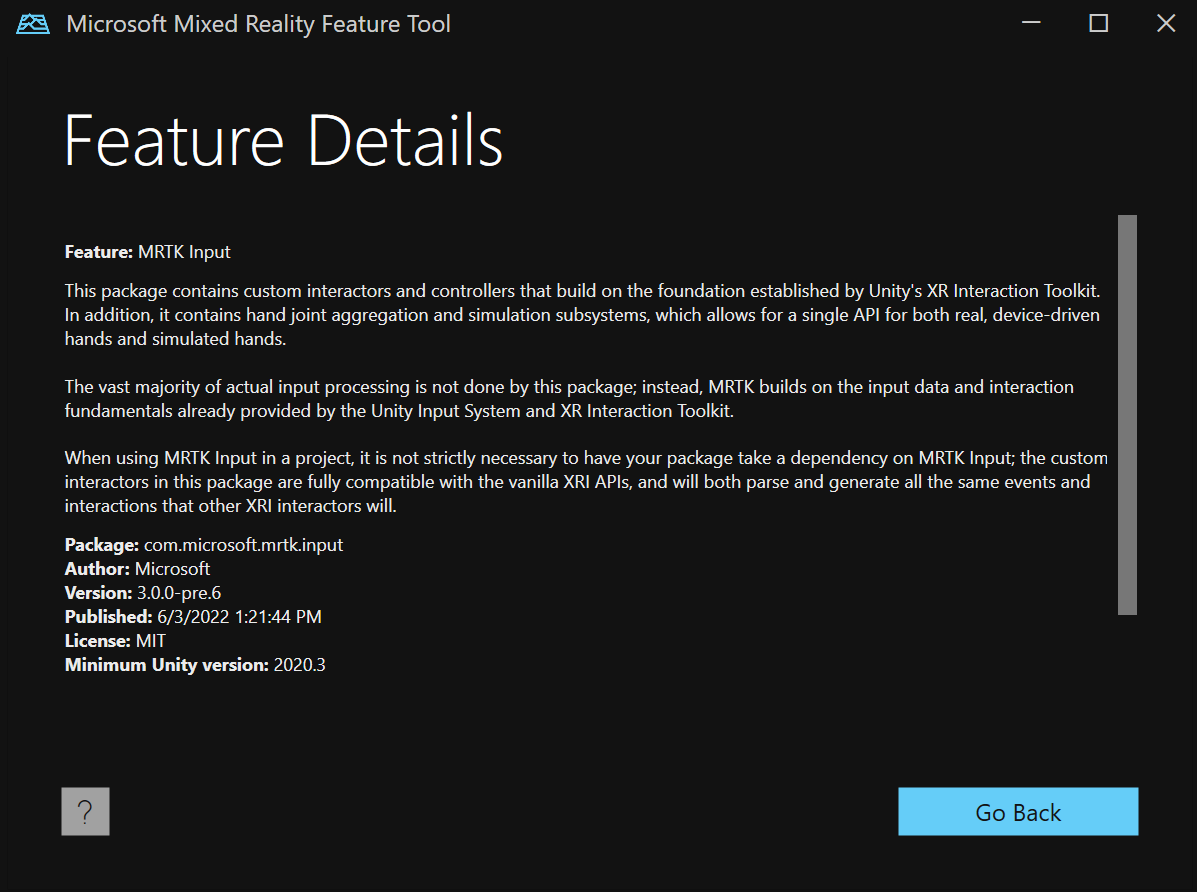 Microsoft Mixed Reality Feature Tool
Feature Details
Feature: MRTK Input
This package contains custom interactors and controllers that build on the foundation established by Unity's XR Interaction Toolkit.
In addition, it contains hand joint aggregation and simulation subsystems, which allows for a single API for both real, device-driven
hands and simulated hands.
The vast majority of actual input processing is not done by this package; instead, MRTK builds on the input data and interaction
fundamentals already provided by the Unity Input System and XR Interaction Toolkit.
When using MRTK Input in a project, it is not strictly necessary to have your package take a dependency on MRTK Input; the custom
interactors in this package are fully compatible with the vanilla XRI APIs, and will both parse and generate all the same events and
interactions that other XRI interactors will.
Package: com.microsoft.mrtk.input
Author: Microsoft
Version: 3.0.0-pre.6
Published: 6/3/2022 1:21:44 PM
License: MIT
Minimum Unity version: 2020.3
?
Go Back